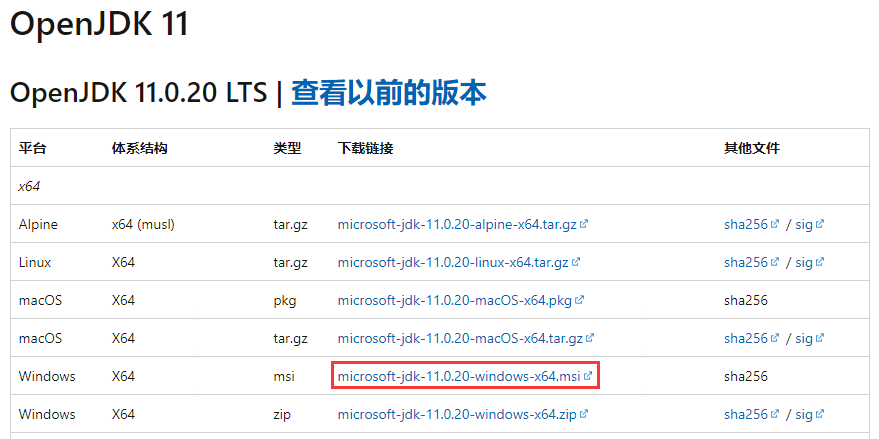 OpenJDK 11
OpenJDK 11.0.20 LTS | 查看以前的版本
平台 体系结构 类型 下载链接 其他文件
x64
Alpine x64 (musl) tar.gz microsoft-jdk-11.0.20-alpine-x64.tar.gz sha256 / sig
Linux X64 tar.gz microsoft-jdk-11.0.20-linux-x64.tar.gz sha256 / sig
macOS X64 pkg microsoft-jdk-11.0.20-macOS-x64.pkg sha256
macOS X64 tar.gz microsoft-jdk-11.0.20-macOS-x64.tar.gz sha256 / sig
Windows X64 msi microsoft-jdk-11.0.20-windows-x64.msi sha256
Windows X64 zip microsoft-jdk-11.0.20-windows-x64.zip sha256 / sig